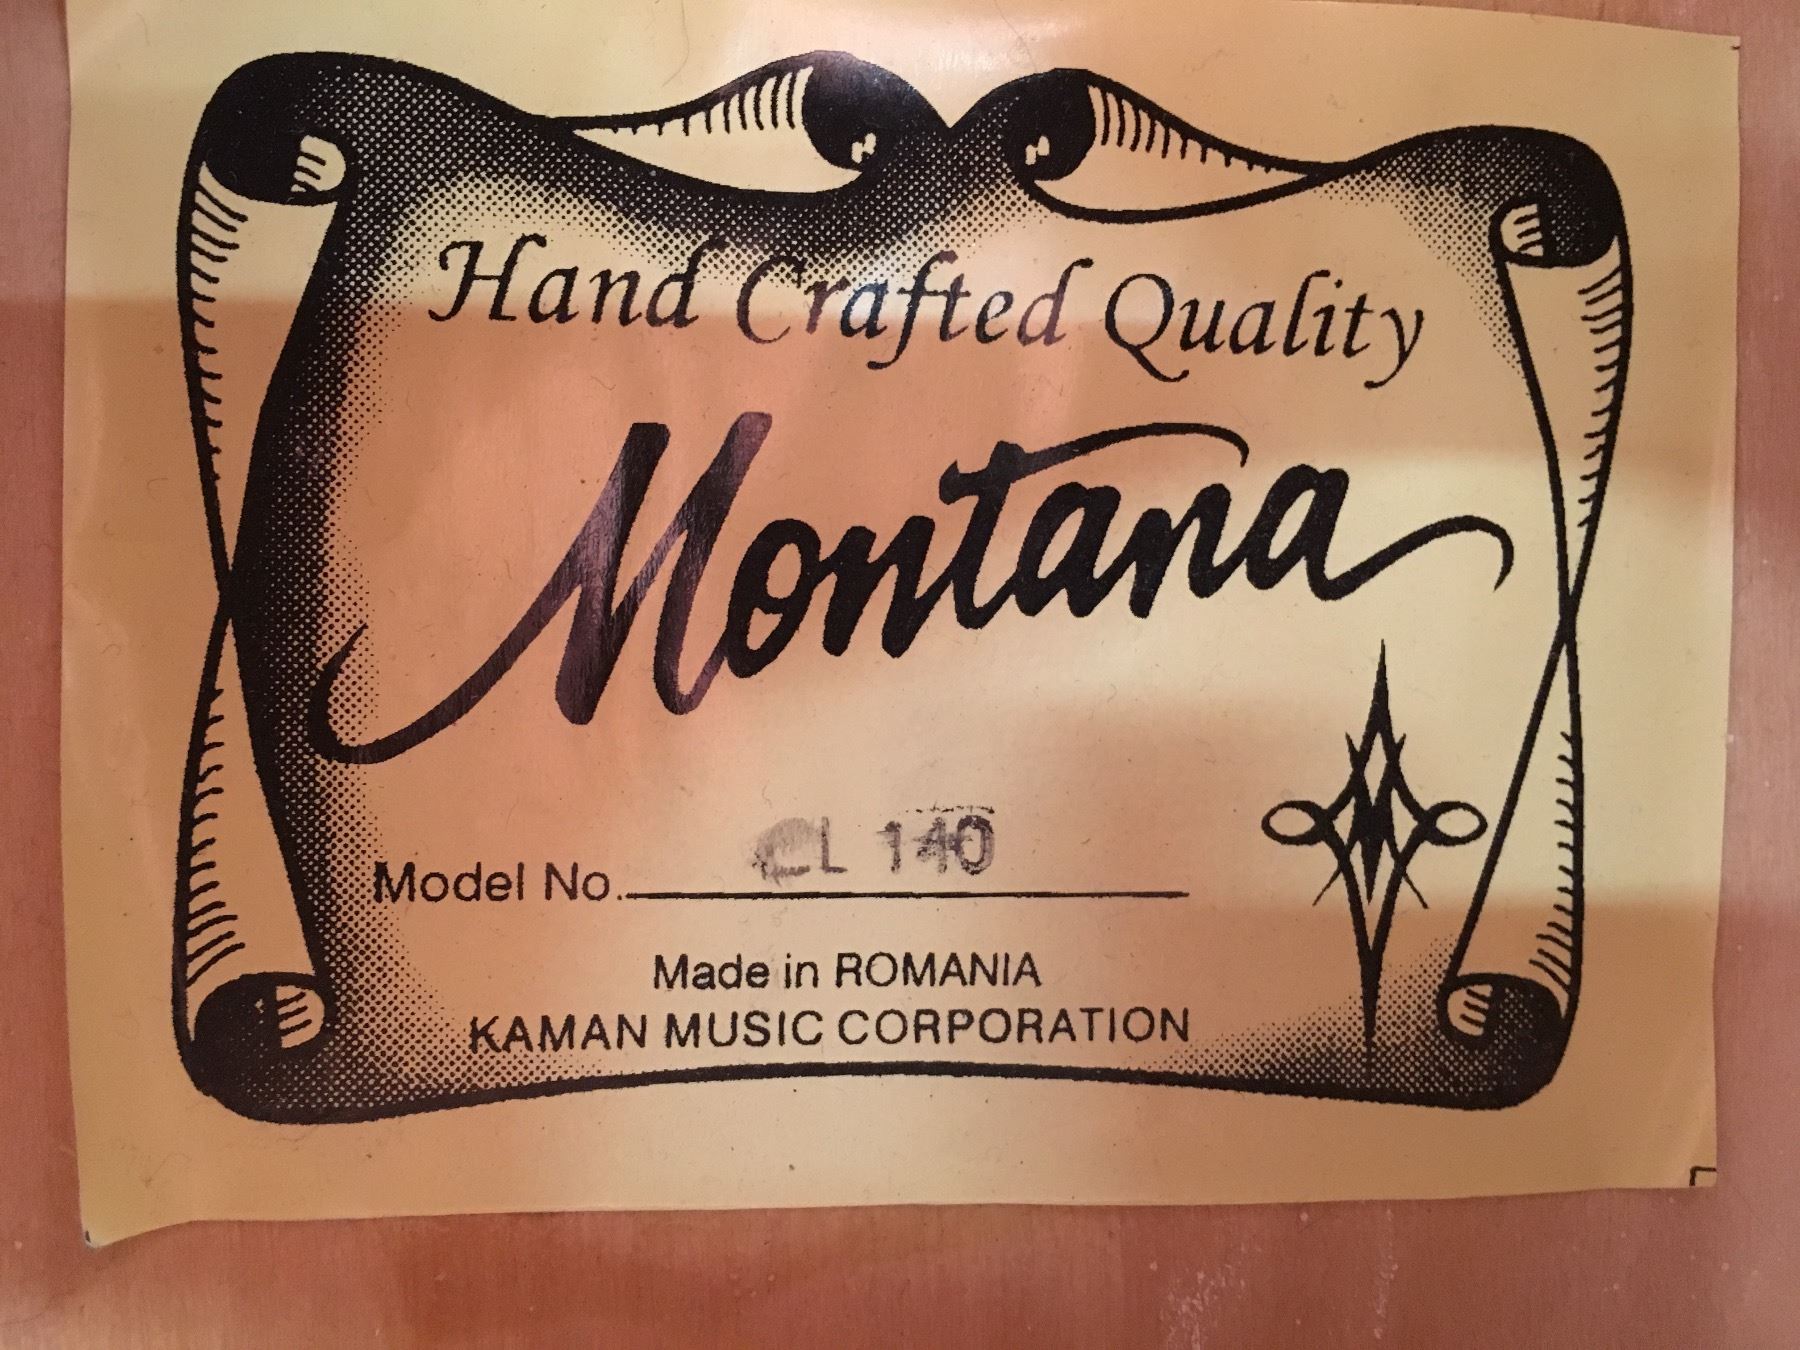 Hand Crafted Quality
Montana
Model No. CL 140
Made in ROMANIA
KAMAN MUSIC CORPORATION